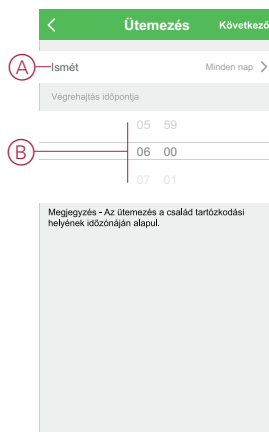 Ütemezés Következő
A Ismét Minden nap
Végrehajtás időpontja
05 59
B 06 00
07 01
Megjegyzés - Az ütemezés a család tartózkodási
helyének időzónáján alapul.